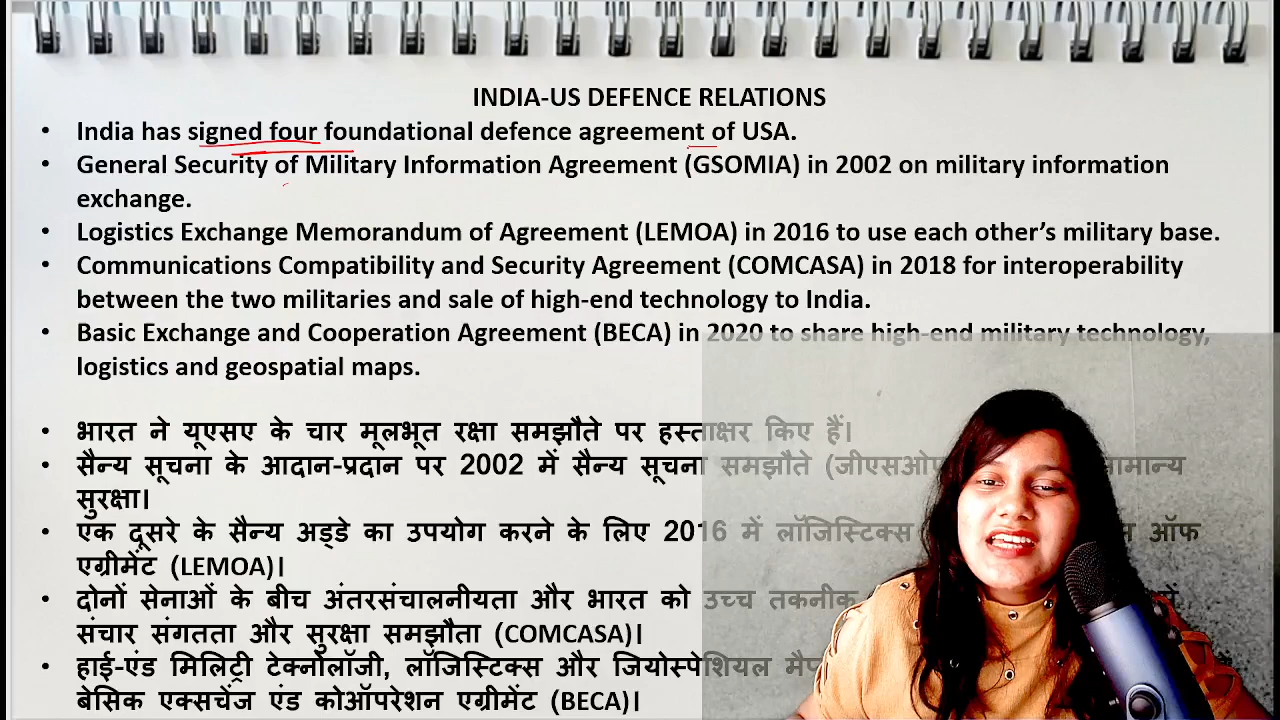 INDIA-US DEFENCE RELATIONS
• India has signed four foundational defence agreement of USA.
• General Security of Military Information Agreement (GSOMIA) in 2002 on military information
exchange.
• Logistics Exchange Memorandum of Agreement (LEMOA) in 2016 to use each other’s military base.
• Communications Compatibility and Security Agreement (COMCASA) in 2018 for interoperability
between the two militaries and sale of high-end technology to India.
• Basic Exchange and Cooperation Agreement (BECA) in 2020 to share high-end military technology,
logistics and geospatial maps.
• भारत ने यूएसए के चार मूलभूत रक्षा समझौते पर हस्ताक्षर किए हैं।
• सैन्य सूचना के आदान-प्रदान पर 2002 में सैन्य सूचना समझौते
सुरक्षा।
• एक दूसरे के सैन्य अड्डे का उपयोग करने के लिए 2016 में लॉजिस्टिक्स ऑफ
एग्रीमेंट (LEMOA)।
• दोनों सेनाओं के बीच अंतरसंचालनीयता और भारत को उच्च तकनीक
संचार संगतता और सुरक्षा समझौता (COMCASA)।
• हाई-एंड मिलिट्री टेक्नोलॉजी, लॉजिस्टिक्स और जियोस्पेशियल
बेसिक एक्सचेंज एंड कोऑपरेशन एग्रीमेंट (BECA)।